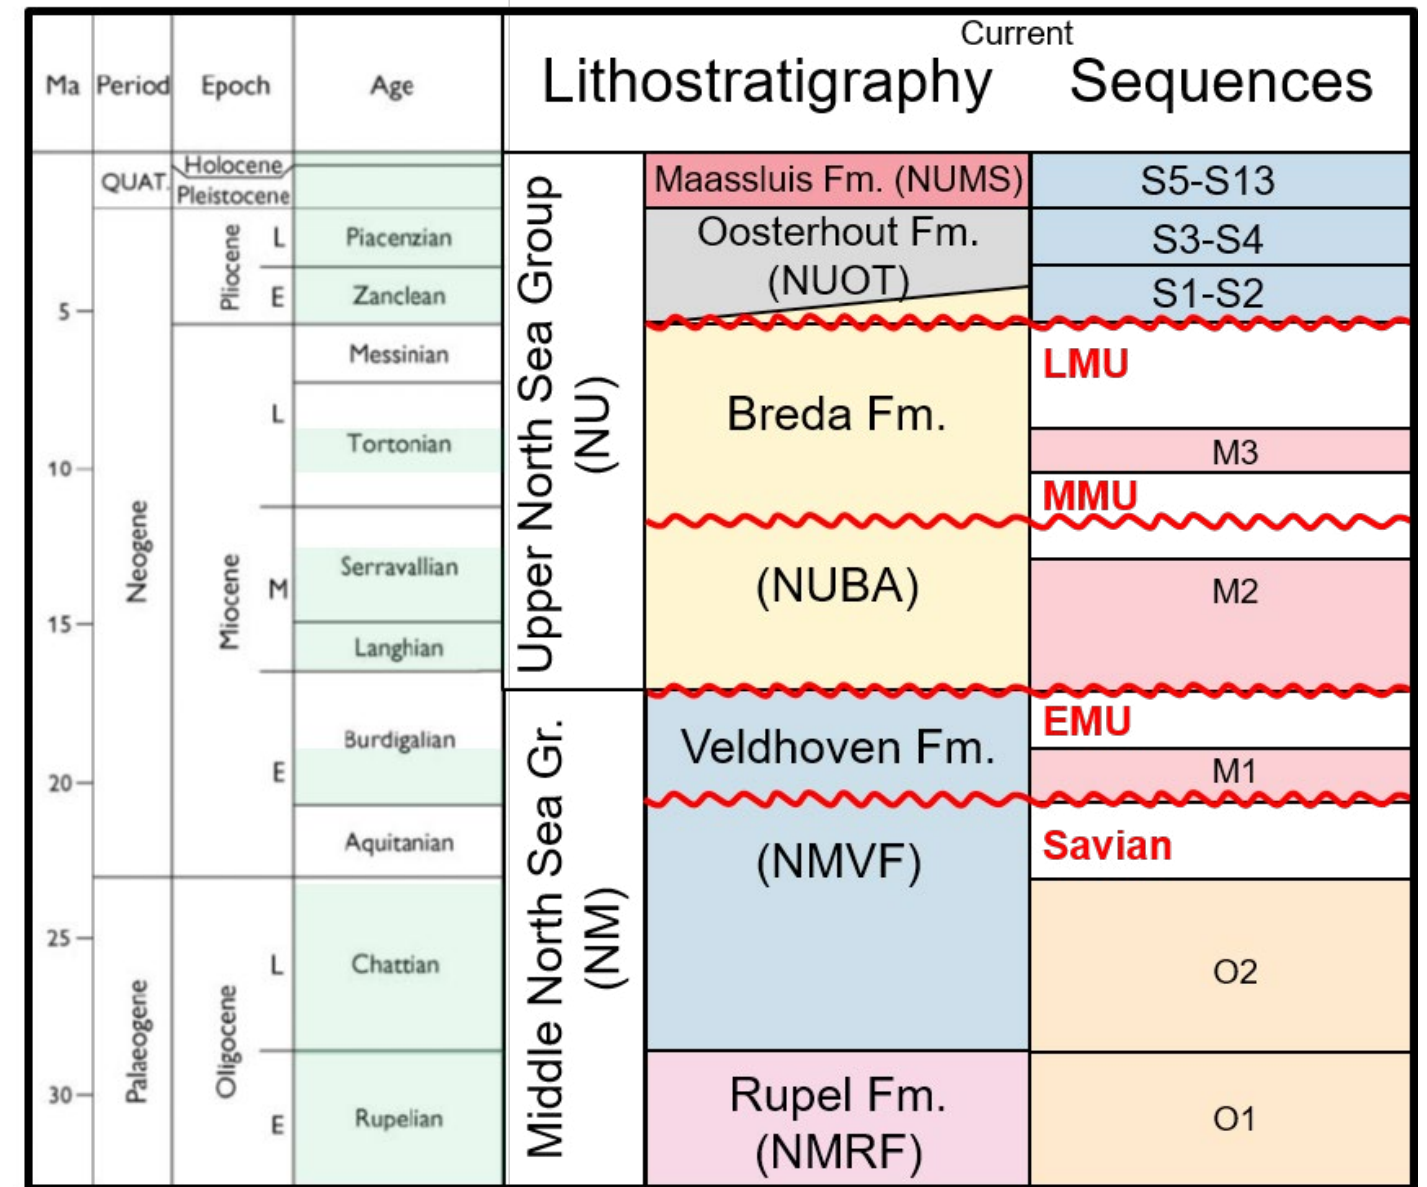 Current
Ma Period Epoch Age Lithostratigraphy Sequences
Holocene
QUAT.
Pleistocene
Maassluis Fm. (NUMS)
S5-S13
Pliocene
L
Piacenzian
Oosterhout Fm.
(NUOT)
S3-S4
E
Zanclean
S1-S2
5
Upper North Sea Group
(NU)
Neogene
Miocene
Messinian
LMU
L
Breda Fm.
Tortonian
M3
10
MMU
Serravallian
(NUBA)
M
M2
15
Langhian
EMU
Middle North Sea Gr.
(NM)
Burdigalian
Veldhoven Fm.
E
M1
20
Aquitanian
(NMVF)
Savian
25
Palaeogene
Oligocene
L
Chattian
O2
30
E
Rupelian
Rupel Fm.
(NMRF)
O1